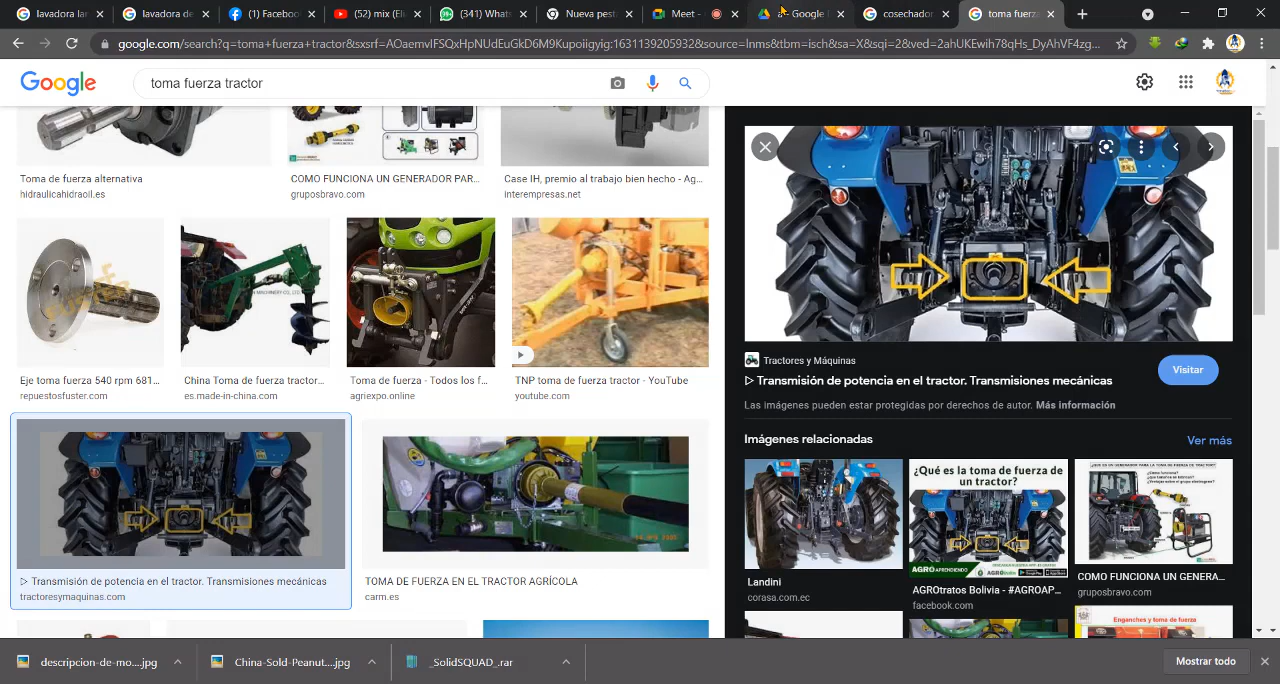 lavadora lar
lavadora de
(1) Faceboo
(52) mix (Ele
(341) Whats
Nueva pest
Meet -
a - Google
cosechador
toma fuerza
google.com/search?q=toma+fuerza+tractor&sxsrf=AOaemvIFSQxHpNUdEuGkD6M9Kupoiigyig:1631139205932&source=lnms&tbm=isch&sa=X&sqi=2&ved=2ahUKEwih78qHs_DyAhVF4zg...
Google
toma fuerza tractor
Toma de fuerza alternativa
hidraulicahidraoil.es
COMO FUNCIONA UN GENERADOR PAR...
gruposbravo.com
Case IH, premio al trabajo bien hecho - Ag...
interempresas.net
Eje toma fuerza 540 rpm 681...
repuestosfuster.com
China Toma de fuerza tractor...
es.made-in-china.com
Toma de fuerza - Todos los f...
agriexpo.online
TNP toma de fuerza tractor - YouTube
youtube.com
▷ Transmisión de potencia en el tractor. Transmisiones mecánicas
tractoresymaquinas.com
TOMA DE FUERZA EN EL TRACTOR AGRÍCOLA
carm.es
Tractores y Máquinas
▷ Transmisión de potencia en el tractor. Transmisiones mecánicas
Visitar
Las imágenes pueden estar protegidas por derechos de autor. Más información
Imágenes relacionadas
Ver más
¿Qué es la toma de fuerza de
un tractor?
AGROAPRENDIENDO
AGROtratos
Landini
corasa.com.ec
AGROtratos Bolivia - #AGROAP...
facebook.com
COMO FUNCIONA UN GENERA...
gruposbravo.com
Enganches y toma de fuerza
descripcion-de-mo....jpg
China-Sold-Peanut....jpg
_SolidSQUAD_.rar
Mostrar todo